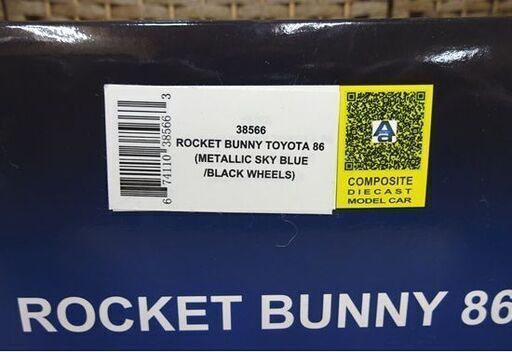 6 74110 38566 3
38566
ROCKET BUNNY TOYOTA 86
(METALLIC SKY BLUE
/BLACK WHEELS)
COMPOSITE
DIECAST
MODEL CAR
ROCKET BUNNY 86